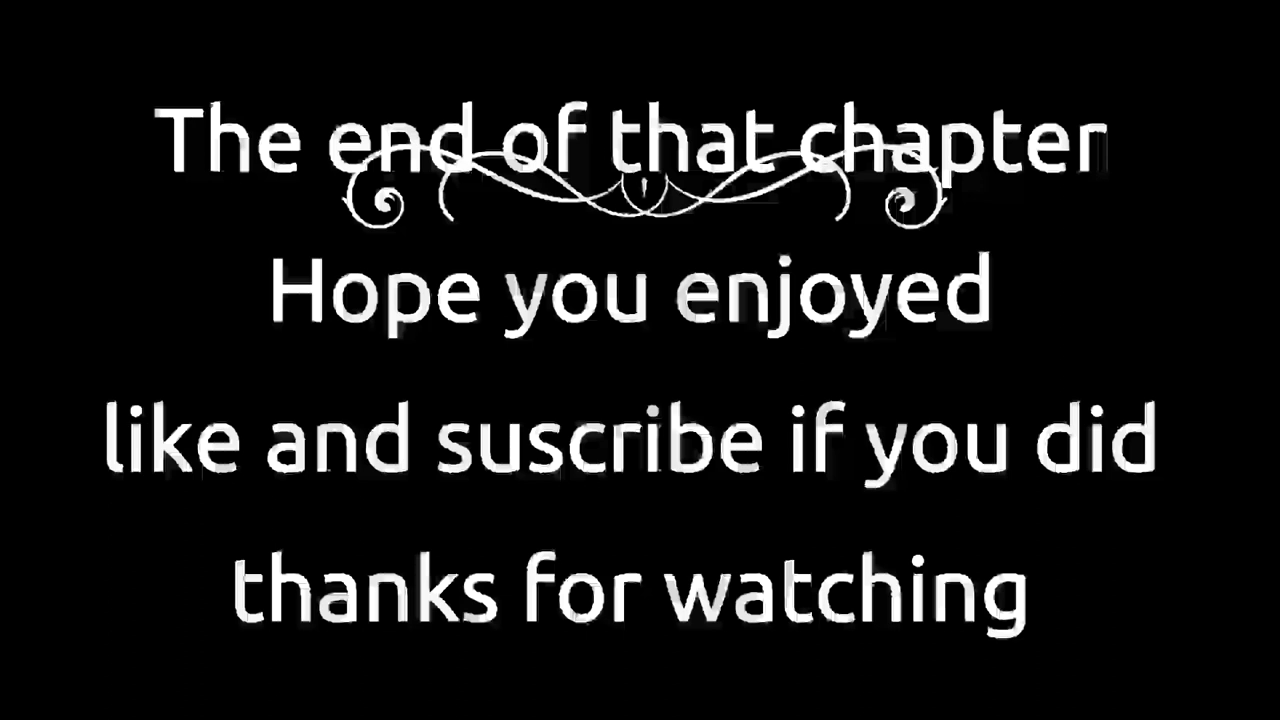 The end of that chapter
Hope you enjoyed
like and suscribe if you did
thanks for watching